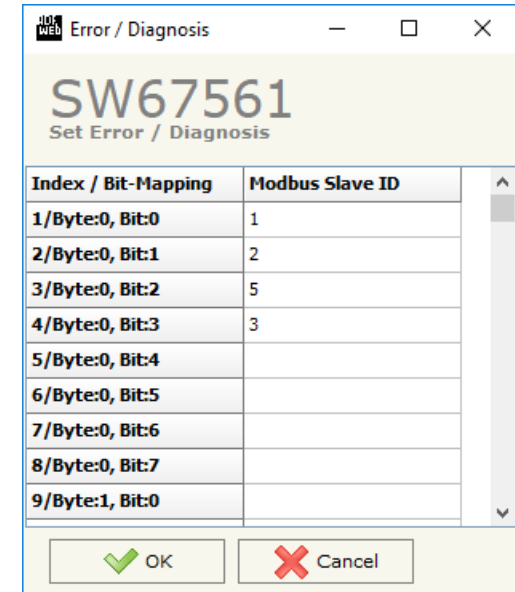 ADF
WEB Error / Diagnosis
SW67561
Set Error / Diagnosis
Index / Bit-Mapping Modbus Slave ID
1/Byte:0, Bit:0 1
2/Byte:0, Bit:1 2
3/Byte:0, Bit:2 5
4/Byte:0, Bit:3 3
5/Byte:0, Bit:4
6/Byte:0, Bit:5
7/Byte:0, Bit:6
8/Byte:0, Bit:7
9/Byte:1, Bit:0
OK Cancel